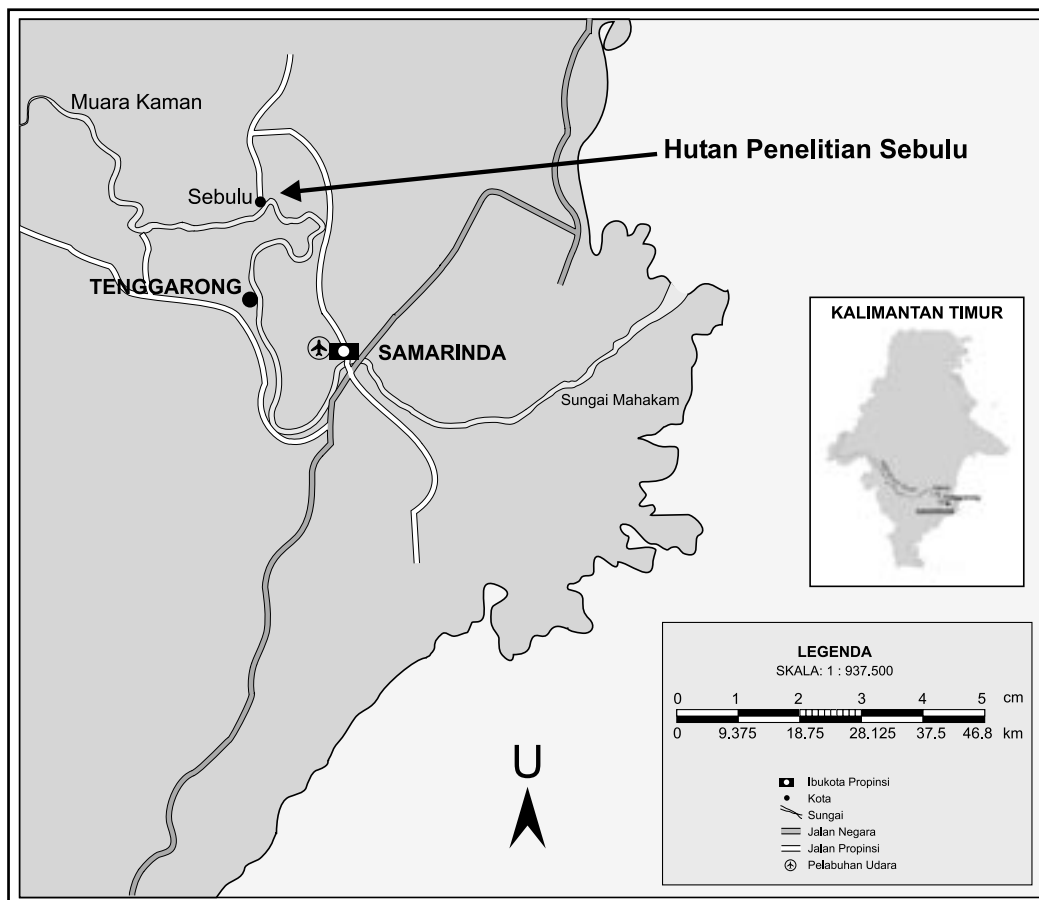 Muara Kaman
Hutan Penelitian Sebulu
Sebulu
TENGGARONG
SAMARINDA
Sungai Mahakam
KALIMANTAN TIMUR
LEGENDA
SKALA: 1 : 937.500
0 1 2 3 4 5 cm
0 9.375 18.75 28.125 37.5 46.8 km
U
Ibukota Propinsi
Kota
Sungai
Jalan Negara
Jalan Propinsi
Pelabuhan Udara